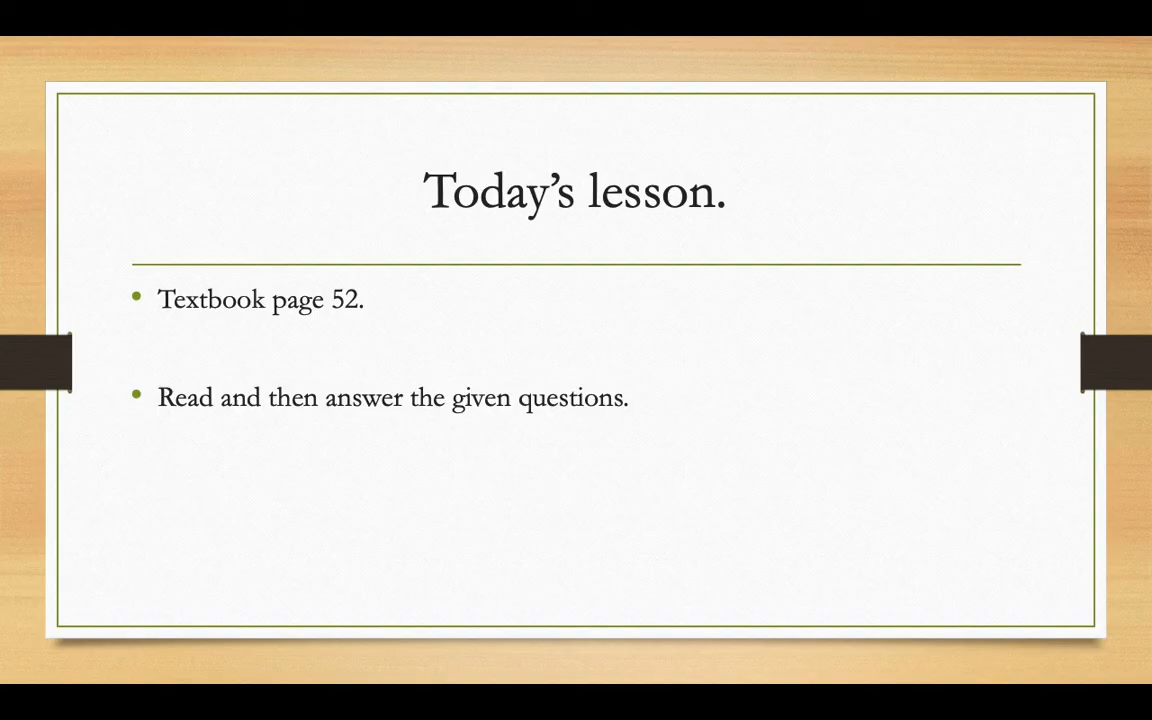 Today’s lesson.
• Textbook page 52.
• Read and then answer the given questions.